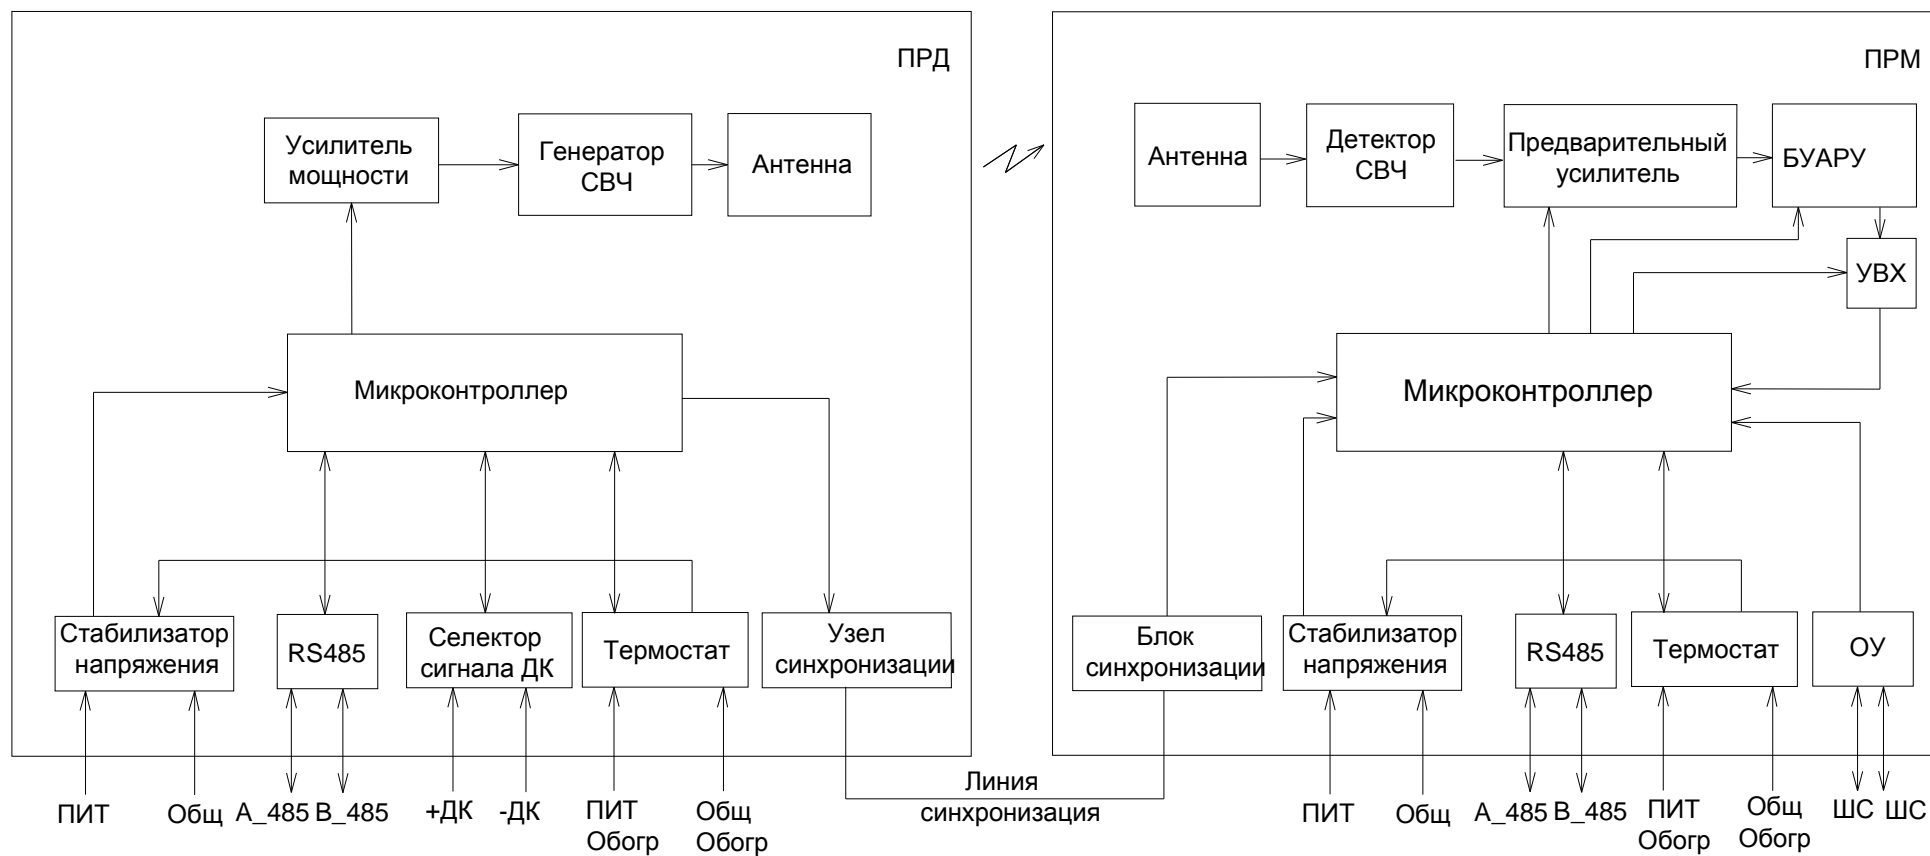 ПРД
Усилитель
мощности
Генератор
СВЧ
Антенна
Микроконтроллер
Стабилизатор
напряжения
RS485
Селектор
сигнала ДК
Термостат
Узел
синхронизации
ПИТ
Общ
А_485
В_485
+ДК
-ДК
ПИТ
Обогр
Общ
Обогр
Линия
синхронизация
ПРМ
Антенна
Детектор
СВЧ
Предварительный
усилитель
БУАРУ
УВХ
Микроконтроллер
Блок
синхронизации
Стабилизатор
напряжения
RS485
Термостат
ОУ
ПИТ
Общ
А_485
В_485
ПИТ
Обогр
Общ
Обогр
ШС
ШС